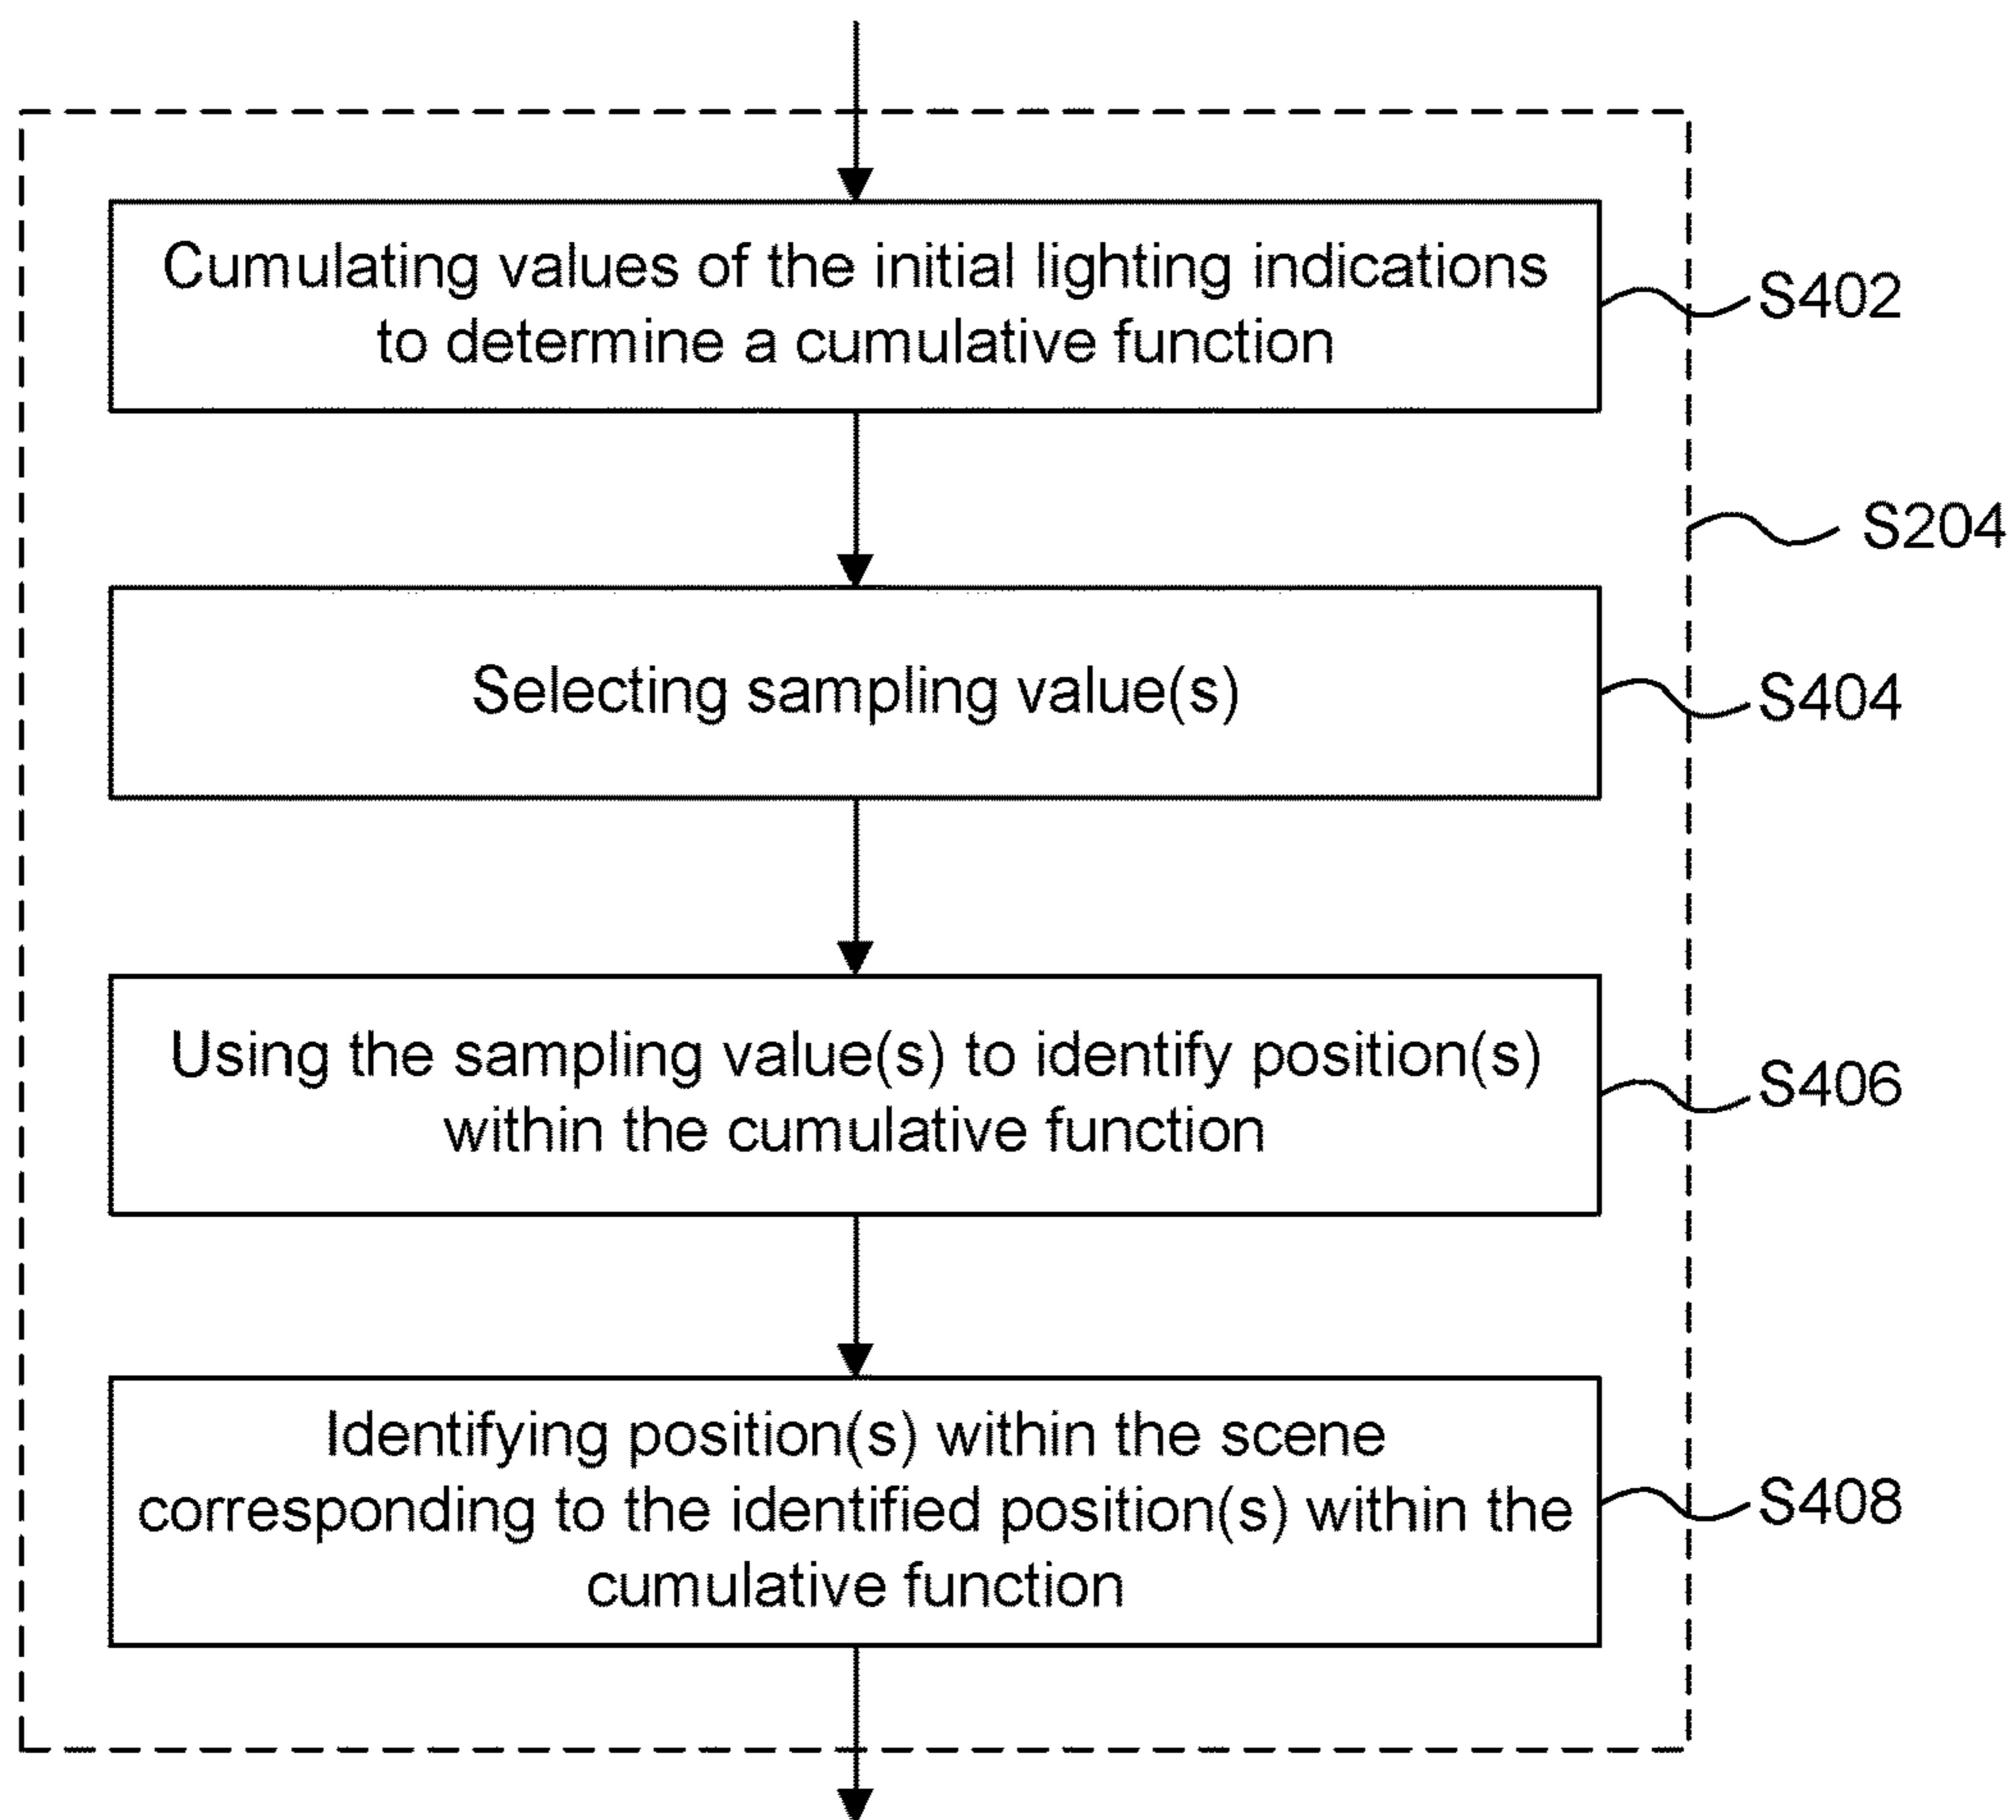 Cumulating values of the initial lighting indications
to determine a cumulative function
S402
S204
Selecting sampling value(s)
S404
Using the sampling value(s) to identify position(s)
within the cumulative function
S406
Identifying position(s) within the scene
corresponding to the identified position(s) within the
cumulative function
S408